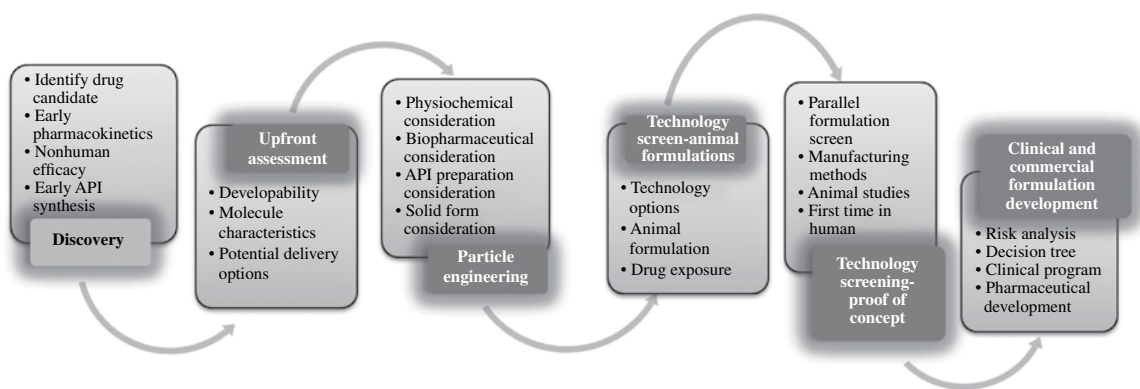 • Identify drug
candidate
• Early
pharmacokinetics
• Nonhuman
efficacy
• Early API
synthesis
Discovery
Upfront
assessment
• Developability
• Molecule
characteristics
• Potential delivery
options
• Physiochemical
consideration
• Biopharmaceutical
consideration
• API preparation
consideration
• Solid form
consideration
Particle
engineering
Technology
screen-animal
formulations
• Technology
options
• Animal
formulation
• Drug exposure
• Parallel
formulation
screen
• Manufacturing
methods
• Animal studies
• First time in
human
Technology
screening-
proof of
concept
Clinical and
commercial
formulation
development
• Risk analysis
• Decision tree
• Clinical program
• Pharmaceutical
development